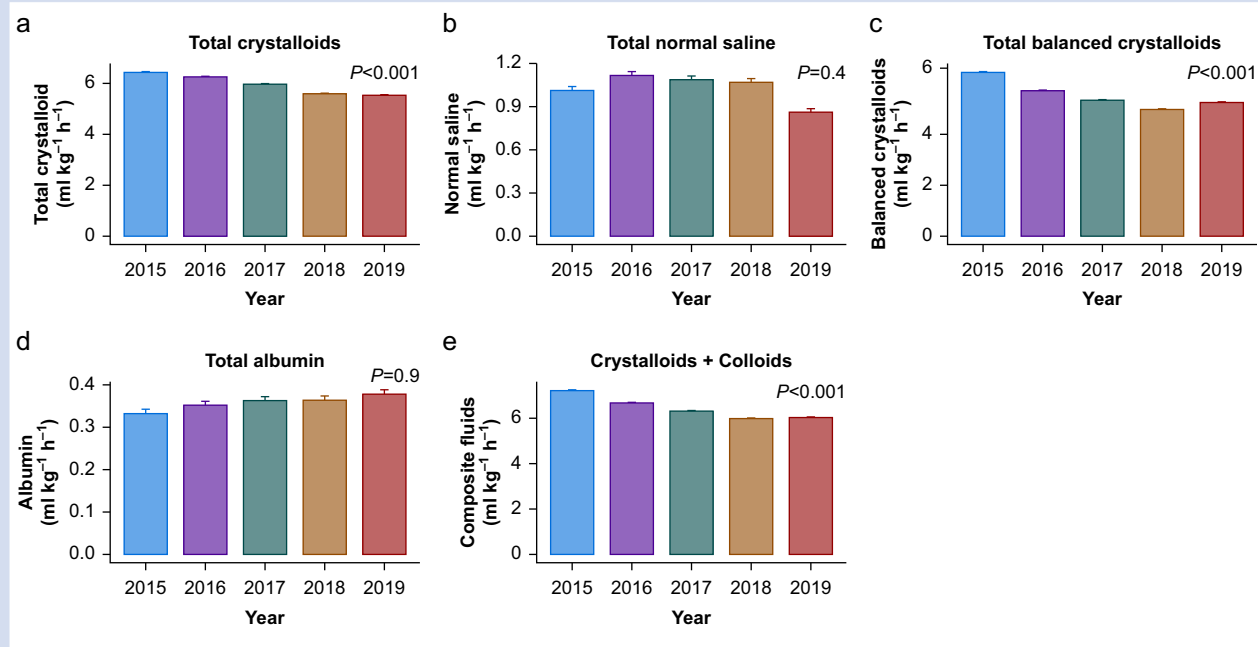 a
Total crystalloids
P<0.001
Total crystalloid
(ml kg⁻¹ h⁻¹)
6
4
2
0
2015 2016 2017 2018 2019
Year
b
Total normal saline
P=0.4
Normal saline
(ml kg⁻¹ h⁻¹)
1.2
0.9
0.6
0.3
0.0
2015 2016 2017 2018 2019
Year
c
Total balanced crystalloids
P<0.001
Balanced crystalloids
(ml kg⁻¹ h⁻¹)
6
4
2
0
2015 2016 2017 2018 2019
Year
d
Total albumin
P=0.9
Albumin
(ml kg⁻¹ h⁻¹)
0.4
0.3
0.2
0.1
0.0
2015 2016 2017 2018 2019
Year
e
Crystalloids + Colloids
P<0.001
Composite fluids
(ml kg⁻¹ h⁻¹)
6
4
2
0
2015 2016 2017 2018 2019
Year